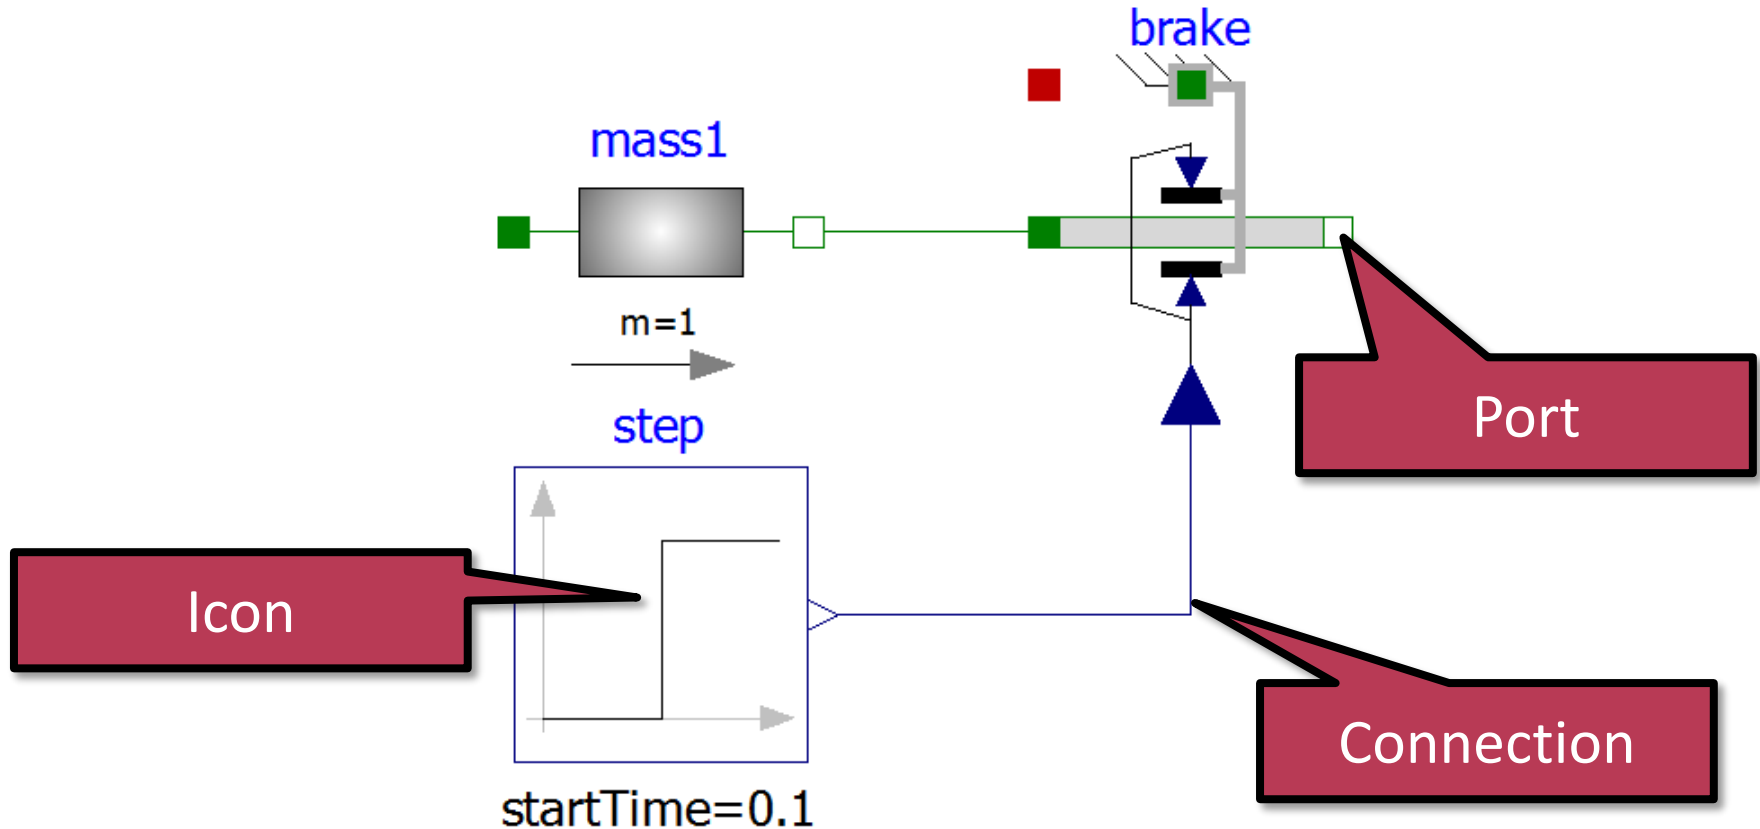 brake
mass1
m=1
Port
step
Icon
Connection
startTime=0.1